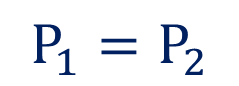 P₁ = P₂